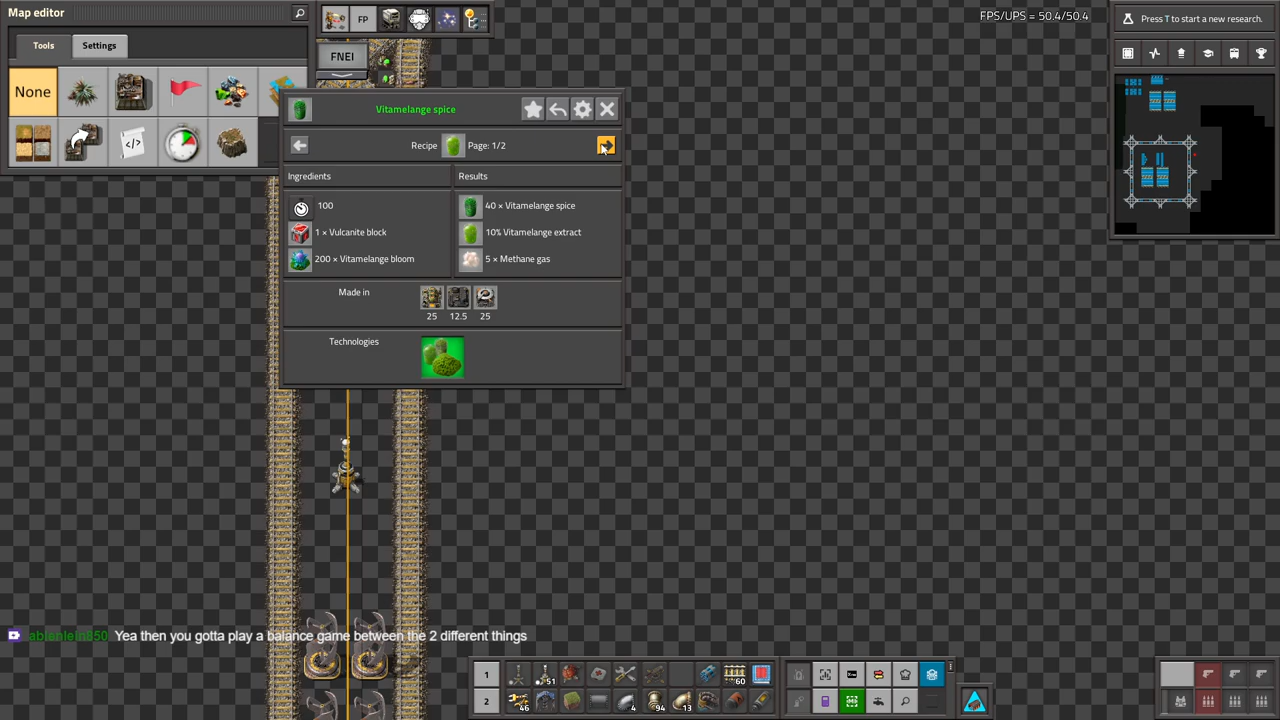 Map editor
FP
FPS/UPS = 50.4/50.4
Press T to start a new research.
Tools
Settings
FNEI
None
Vitamelange spice
Recipe
Page: 1/2
Ingredients
Results
100
40 × Vitamelange spice
1 × Vulcanite block
10% Vitamelange extract
200 × Vitamelange bloom
5 × Methane gas
Made in
25
12.5
25
Technologies
ablenlein850 Yea then you gotta play a balance game between the 2 different things
1
51
60
2
46
4
94
13